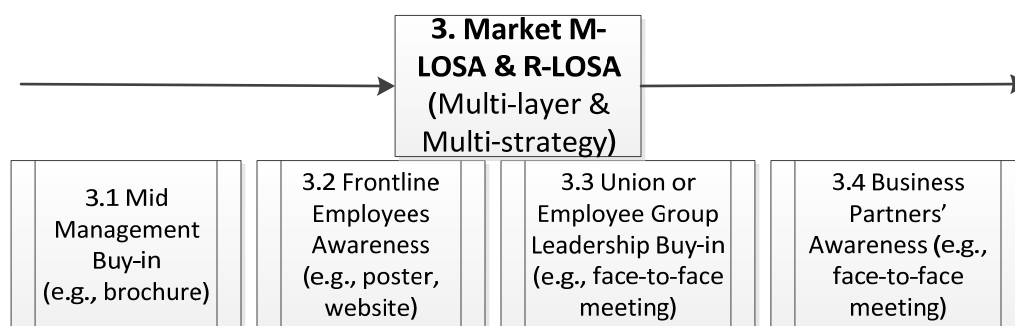 3. Market M-
LOSA & R-LOSA
(Multi-layer &
Multi-strategy)
3.1 Mid
Management
Buy-in
(e.g., brochure)
3.2 Frontline
Employees
Awareness
(e.g., poster,
website)
3.3 Union or
Employee Group
Leadership Buy-in
(e.g., face-to-face
meeting)
3.4 Business
Partners’
Awareness (e.g.,
face-to-face
meeting)